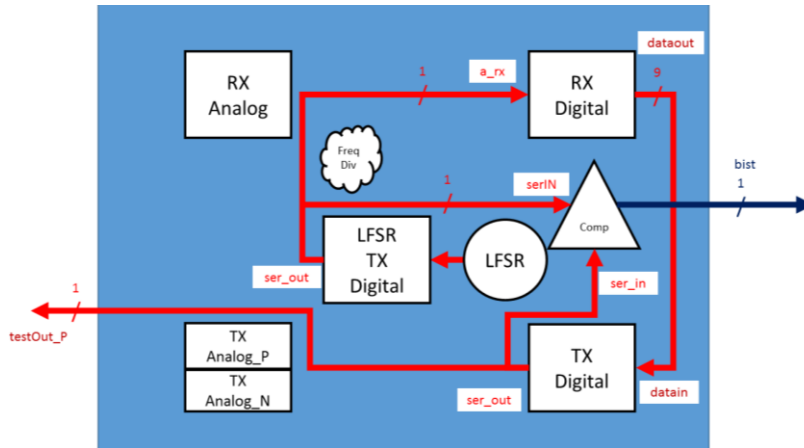 dataout
1
a_rx
9
RX
Analog
RX
Digital
Freq
Div
bist
1
serIN
1
Comp
LFSR
TX
Digital
LFSR
ser_out
ser_in
1
testOut_P
TX
Analog_P
TX
Analog_N
TX
Digital
datain
ser_out